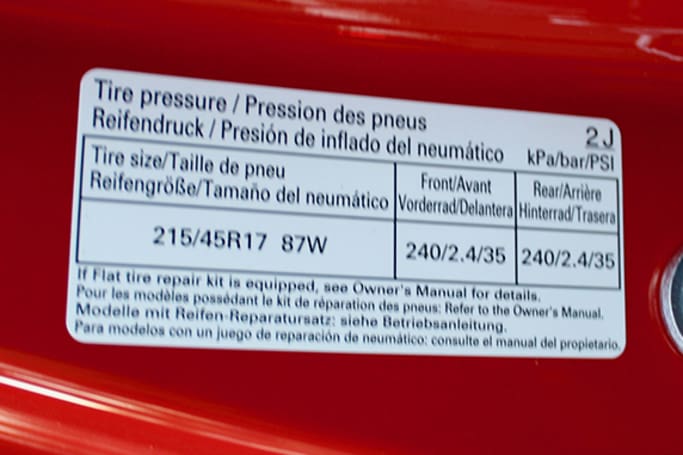 Tire pressure / Pression des pneus
Reifendruck / Presión de inflado del neumático
2J
kPa/bar/PSI
Tire size/Taille de pneu
Reifengröße/Tamaño del neumático
Front/Avant
Vorderrad/Delantera
Rear/Arrière
Hinterrad/Trasera
215/45R17 87W
240/2.4/35
240/2.4/35
If Flat tire repair kit is equipped, see Owner's Manual for details.
Pour les modèles possédant le kit de réparation des pneus: Refer to the Owner's Manual.
Modelle mit Reifen-Reparatursatz: siehe Betriebsanleitung.
Para modelos con un juego de reparación de neumático: consulte el manual del propietario.